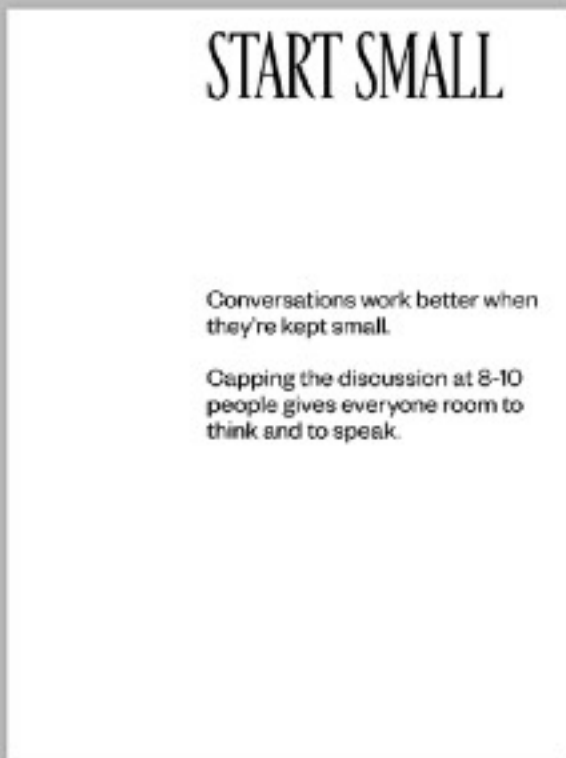 START SMALL
Conversations work better when
they're kept small.
Capping the discussion at 8-10
people gives everyone room to
think and to speak.